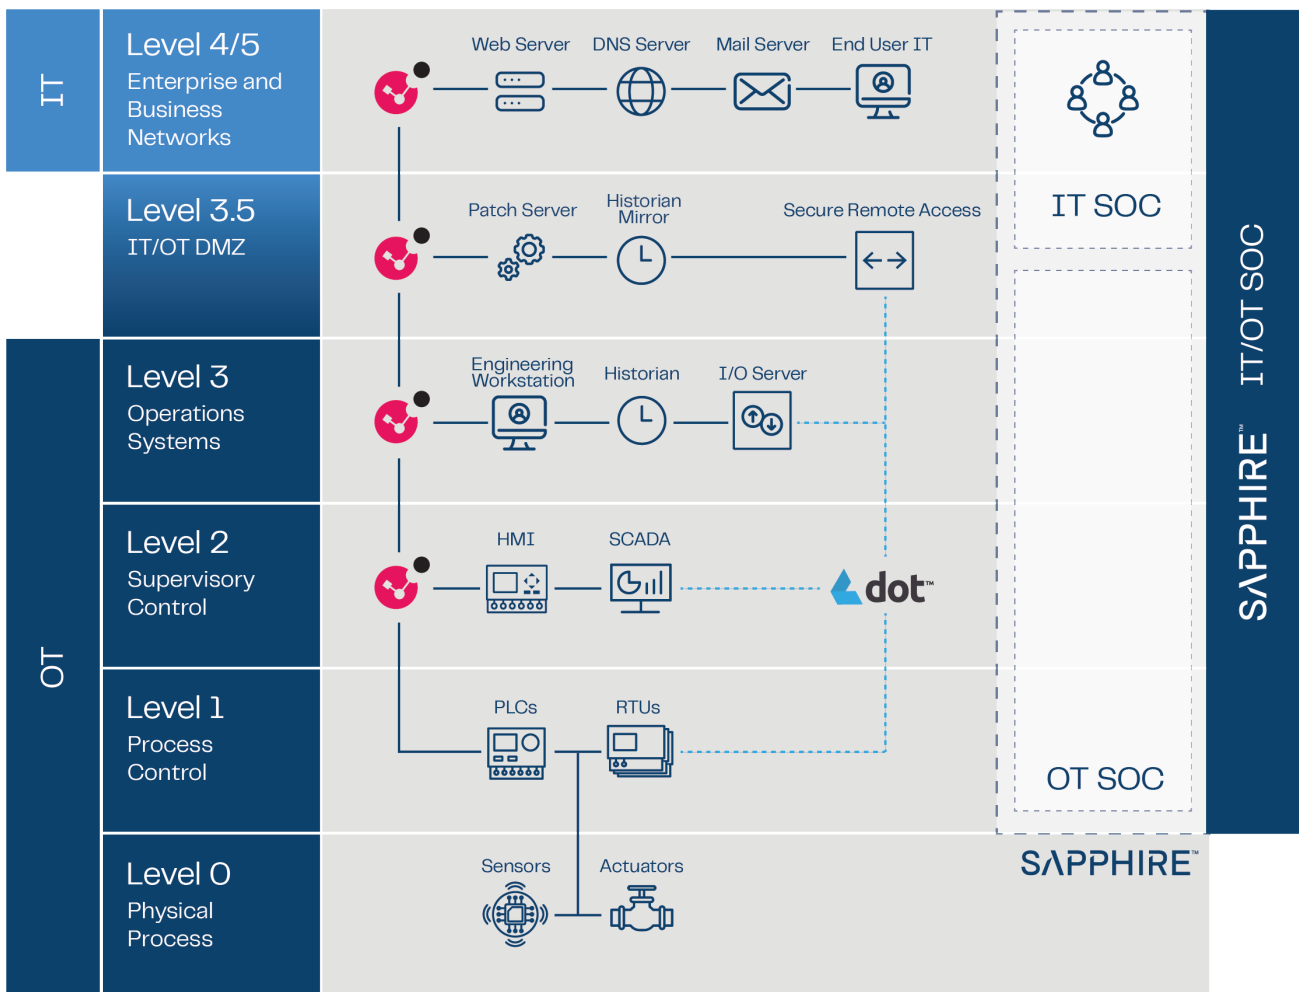 IT
Level 4/5
Enterprise and
Business
Networks
Web Server
DNS Server
Mail Server
End User IT
IT SOC
Level 3.5
IT/OT DMZ
Patch Server
Historian
Mirror
Secure Remote Access
OT
Level 3
Operations
Systems
Engineering
Workstation
Historian
I/O Server
Level 2
Supervisory
Control
HMI
SCADA
dot™
Level 1
Process
Control
PLCs
RTUs
OT SOC
Level 0
Physical
Process
Sensors
Actuators
SAPPHIRE™
SAPPHIRE™ IT/OT SOC